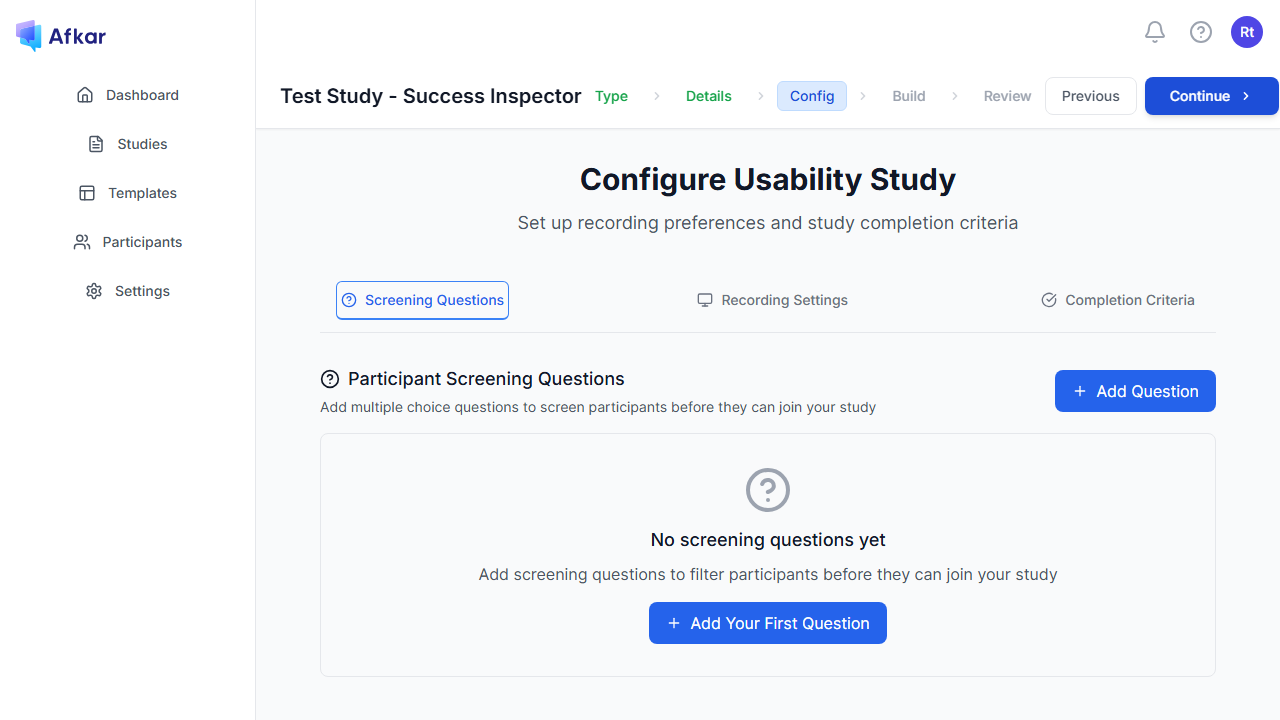 Afkar
Rt
Dashboard
Studies
Templates
Participants
Settings
Test Study - Success Inspector
Type
Details
Config
Build
Review
Previous
Continue
Configure Usability Study
Set up recording preferences and study completion criteria
Screening Questions
Recording Settings
Completion Criteria
Participant Screening Questions
Add multiple choice questions to screen participants before they can join your study
+ Add Question
No screening questions yet
Add screening questions to filter participants before they can join your study
+ Add Your First Question